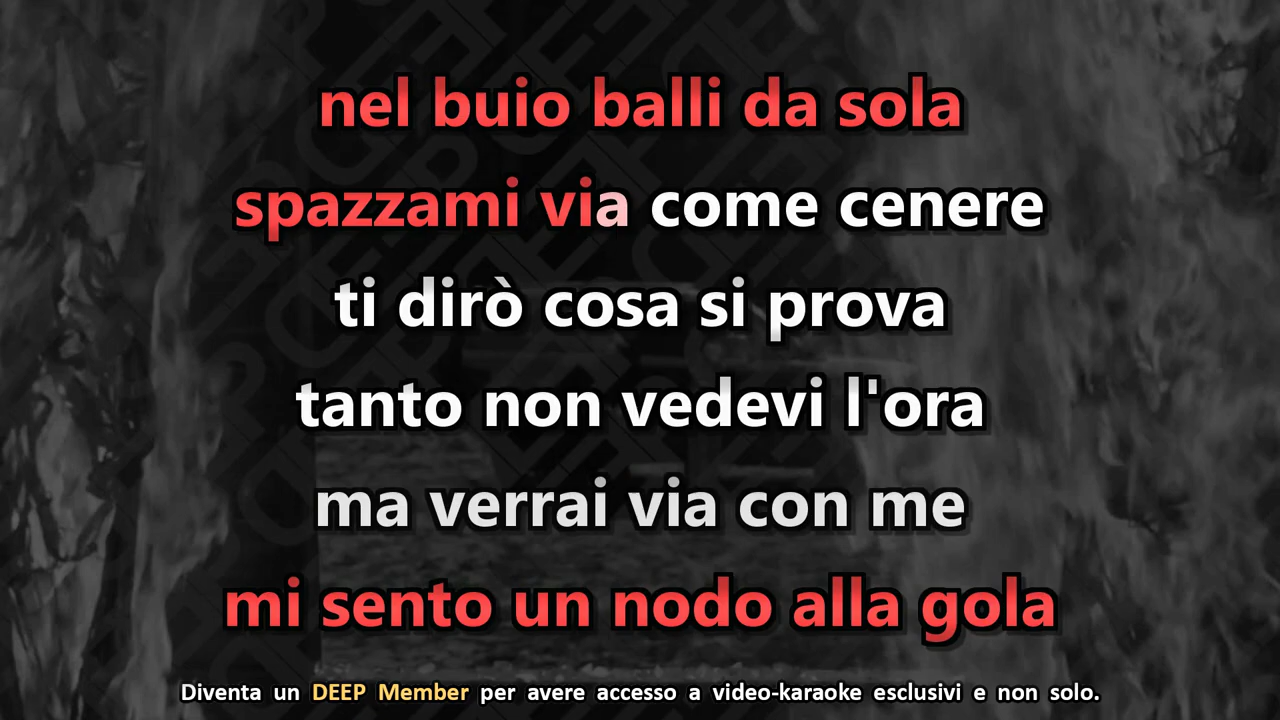 nel buio balli da sola
spazzami via come cenere
ti dirò cosa si prova
tanto non vedevi l'ora
ma verrai via con me
mi sento un nodo alla gola
Diventa un DEEP Member per avere accesso a video-karaoke esclusivi e non solo.